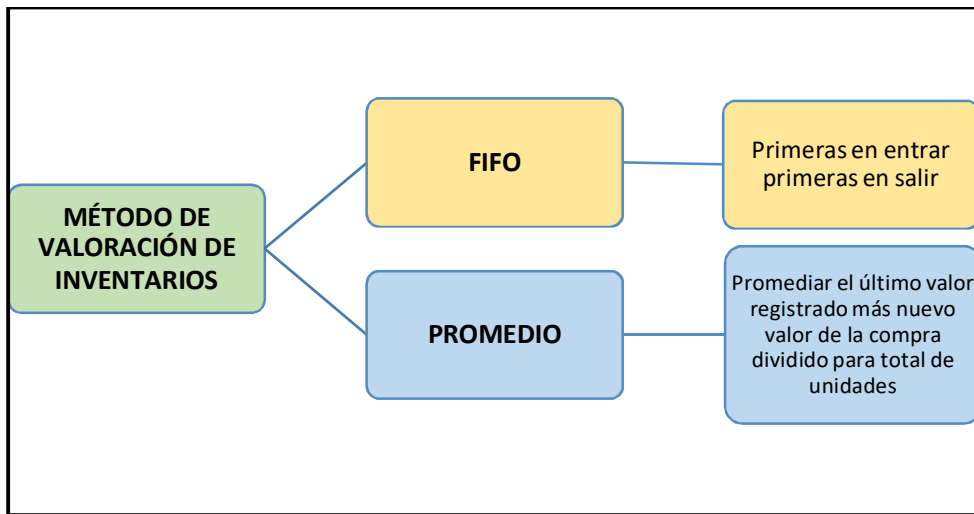 MÉTODO DE
VALORACIÓN DE
INVENTARIOS
FIFO
Primeras en entrar
primeras en salir
PROMEDIO
Promediar el último valor
registrado más nuevo
valor de la compra
dividido para total de
unidades